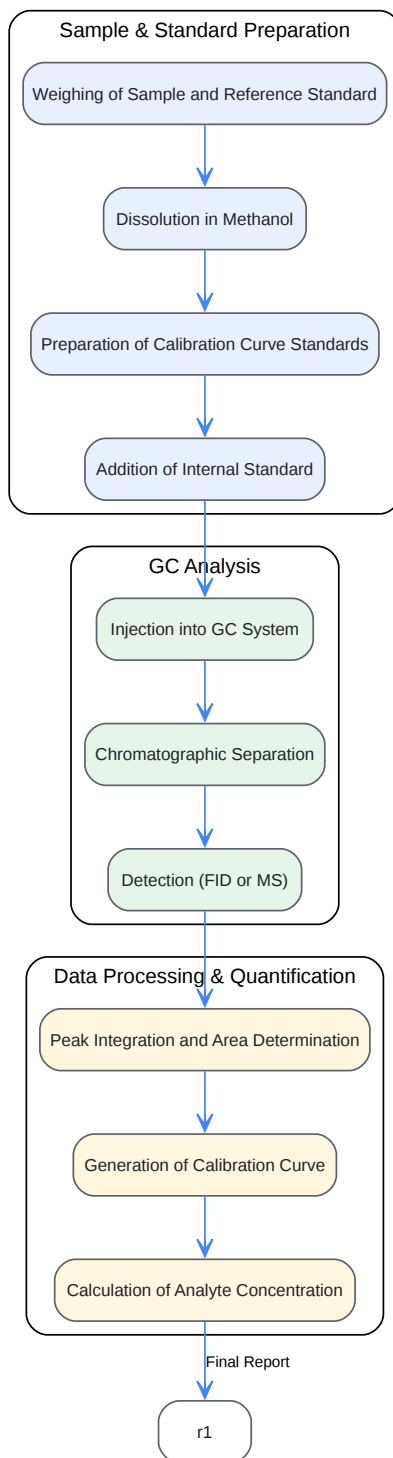 Sample & Standard Preparation
Weighing of Sample and Reference Standard
Dissolution in Methanol
Preparation of Calibration Curve Standards
Addition of Internal Standard
GC Analysis
Injection into GC System
Chromatographic Separation
Detection (FID or MS)
Data Processing & Quantification
Peak Integration and Area Determination
Generation of Calibration Curve
Calculation of Analyte Concentration
Final Report
r1